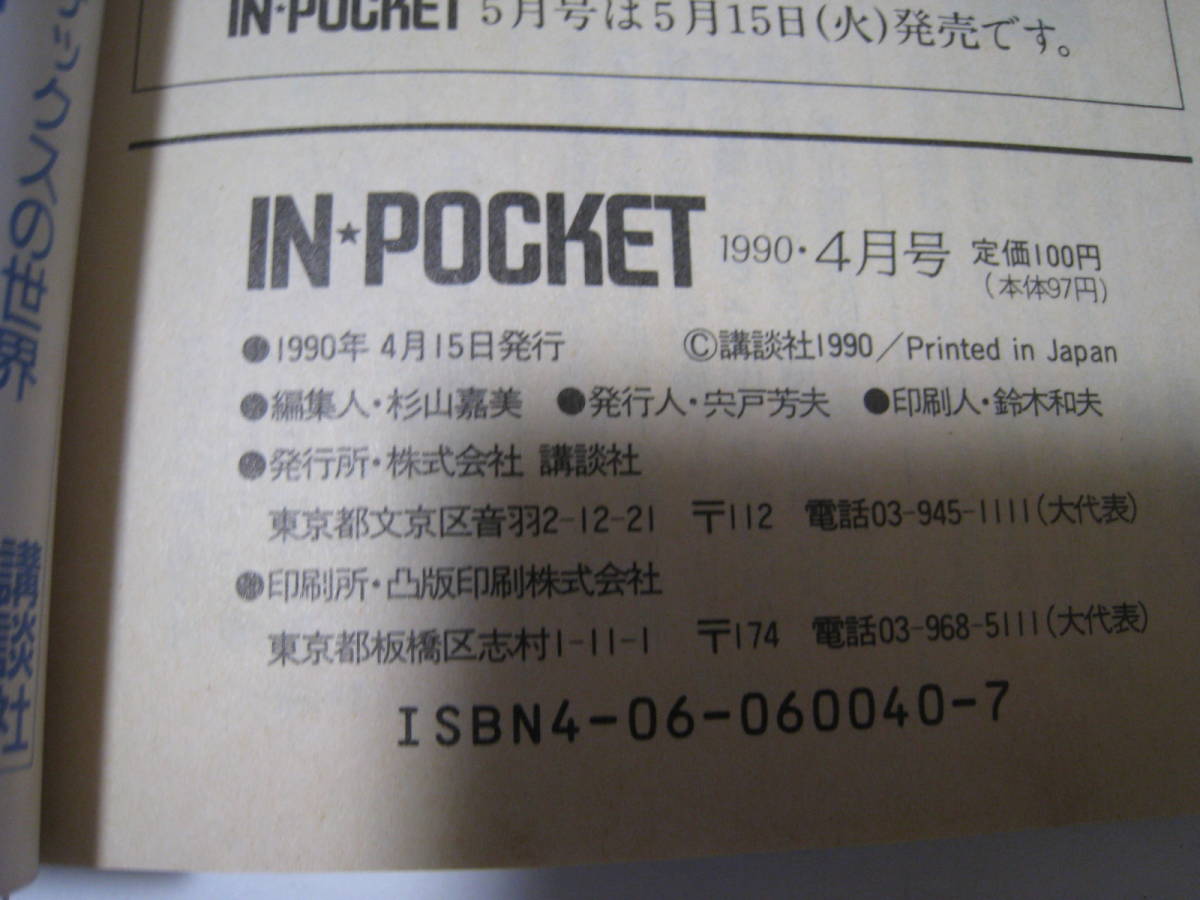 IN★POCKET 5月号は5月15日(火)発売です。
IN★POCKET 1990・4月号 定価100円
(本体97円)
●1990年4月15日発行 ©講談社1990/Printed in Japan
●編集人・杉山嘉美 ●発行人・宍戸芳夫 ●印刷人・鈴木和夫
●発行所・株式会社 講談社
東京都文京区音羽2-12-21 〒112 電話03-945-1111(大代表)
●印刷所・凸版印刷株式会社
東京都板橋区志村1-11-1 〒174 電話03-968-5111(大代表)
ISBN4-06-060040-7
の世界
講談社